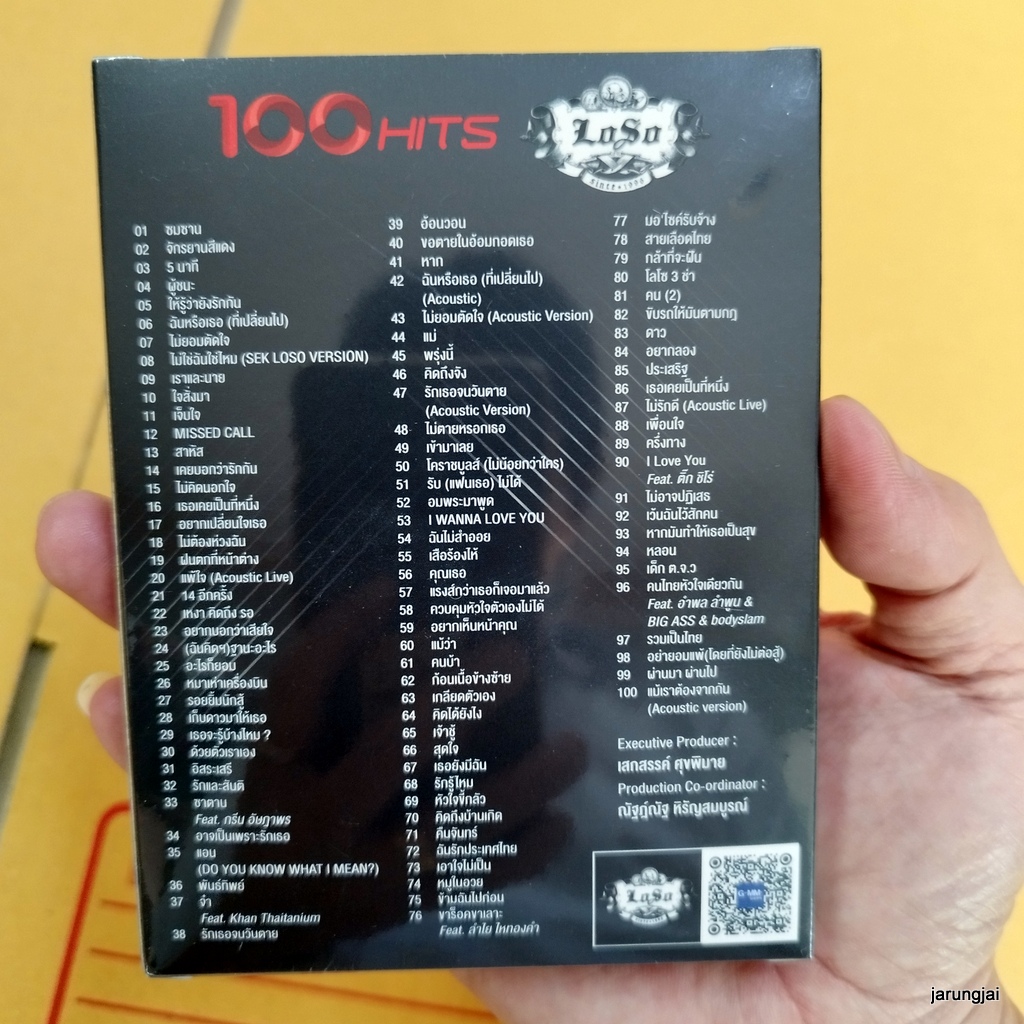 100 HITS
LoSo
since • 1996
01 ซมซาน
02 จักรยานสีแดง
03 5 นาที
04 ผู้ชนะ
05 ให้รู้ว่ายังรักกัน
06 ฉันหรือเธอ (ที่เปลี่ยนไป)
07 ไม่ยอมตัดใจ
08 ไม่ใช่ฉันใช่ไหม (SEK LOSO VERSION)
09 เราและนาย
10 ใจสั่งมา
11 เจ็บใจ
12 MISSED CALL
13 สาหัส
14 เคยบอกว่ารักกัน
15 ไม่คิดนอกใจ
16 เธอเคยเป็นที่หนึ่ง
17 อยากเปลี่ยนใจเธอ
18 ไม่ต้องห่วงฉัน
19 ฝนตกที่หน้าต่าง
20 แพ้ใจ (Acoustic Live)
21 14 อีกครั้ง
22 เหงา คิดถึง รอ
23 อยากบอกว่าเสียใจ
24 (ฉันคิดฯ)ฐานะอะไร
25 อะไรก็ยอม
26 หมาเห่าเครื่องบิน
27 รอยยิ้มนักสู้
28 เก็บดาวมาให้เธอ
29 เธอจะรู้บ้างไหม ?
30 ด้วยตัวเราเอง
31 อิสระเสรี
32 รักและสันติ
33 ซาตาน
Feat. กรีน อัษฎาพร
34 อาจเป็นเพราะรักเธอ
35 แอน
(DO YOU KNOW WHAT I MEAN?)
36 พันธ์ทิพย์
37 จำ
Feat. Khan Thaitanium
38 รักเธอจนวันตาย
39 อ้อนวอน
40 ขอตายในอ้อมกอดเธอ
41 หาก
42 ฉันหรือเธอ (ที่เปลี่ยนไป)
(Acoustic)
43 ไม่ยอมตัดใจ (Acoustic Version)
44 แม่
45 พรุ่งนี้
46 คิดถึงจัง
47 รักเธอจนวันตาย
(Acoustic Version)
48 ไม่ตายหรอกเธอ
49 เข้ามาเลย
50 โคราชบูลส์ (ไม่น้อยกว่าใคร)
51 รับ (แฟนเธอ) ไม่ได้
52 อมพระมาพูด
53 I WANNA LOVE YOU
54 ฉันไม่สำออย
55 เสือร้องไห้
56 คุณเธอ
57 แรงส์กว่าเธอก็เจอมาแล้ว
58 ควบคุมหัวใจตัวเองไม่ได้
59 อยากเห็นหน้าคุณ
60 แม้ว่า
61 คนบ้า
62 ก้อนเนื้อข้างซ้าย
63 เกลียดตัวเอง
64 คิดได้ยังไง
65 เจ้าชู้
66 สุดใจ
67 เธอยังมีฉัน
68 รักรู้ไหม
69 หัวใจขี้กลัว
70 คิดถึงบ้านเกิด
71 คืนจันทร์
72 ฉันรักประเทศไทย
73 เอาใจไม่เป็น
74 หมูในอวย
75 ข้ามฉันไปก่อน
76 ขาร็อคขาเลาะ
Feat. ลำไย ไหทองคำ
77 มอ'ไซค์รับจ้าง
78 สายเลือดไทย
79 กล้าที่จะฝัน
80 โลโซ 3 ช่า
81 คน (2)
82 ขับรถให้มันตามกฎ
83 ดาว
84 อยากลอง
85 ประเสริฐ
86 เธอเคยเป็นที่หนึ่ง
87 ไม่รักดี (Acoustic Live)
88 เพื่อนใจ
89 ครึ่งทาง
90 I Love You
Feat. ติ๊ก ชิโร่
91 ไม่อาจปฏิเสธ
92 เว้นฉันไว้สักคน
93 หากมันทำให้เธอเป็นสุข
94 หลอน
95 เด็ก ต.จ.ว
96 คนไทยหัวใจเดียวกัน
Feat. อำพล ลำพูน &
BIG ASS & bodyslam
97 รวมเป็นไทย
98 อย่ายอมแพ้(โดยที่ยังไม่ต่อสู้)
99 ผ่านมา ผ่านไป
100 แม้เราต้องจากกัน
(Acoustic version)
Executive Producer :
เสกสรรค์ ศุขพิมาย
Production Co-ordinator :
ณัฐฎ์ณัฐ หิรัญสมบูรณ์
LoSo
jarungjai